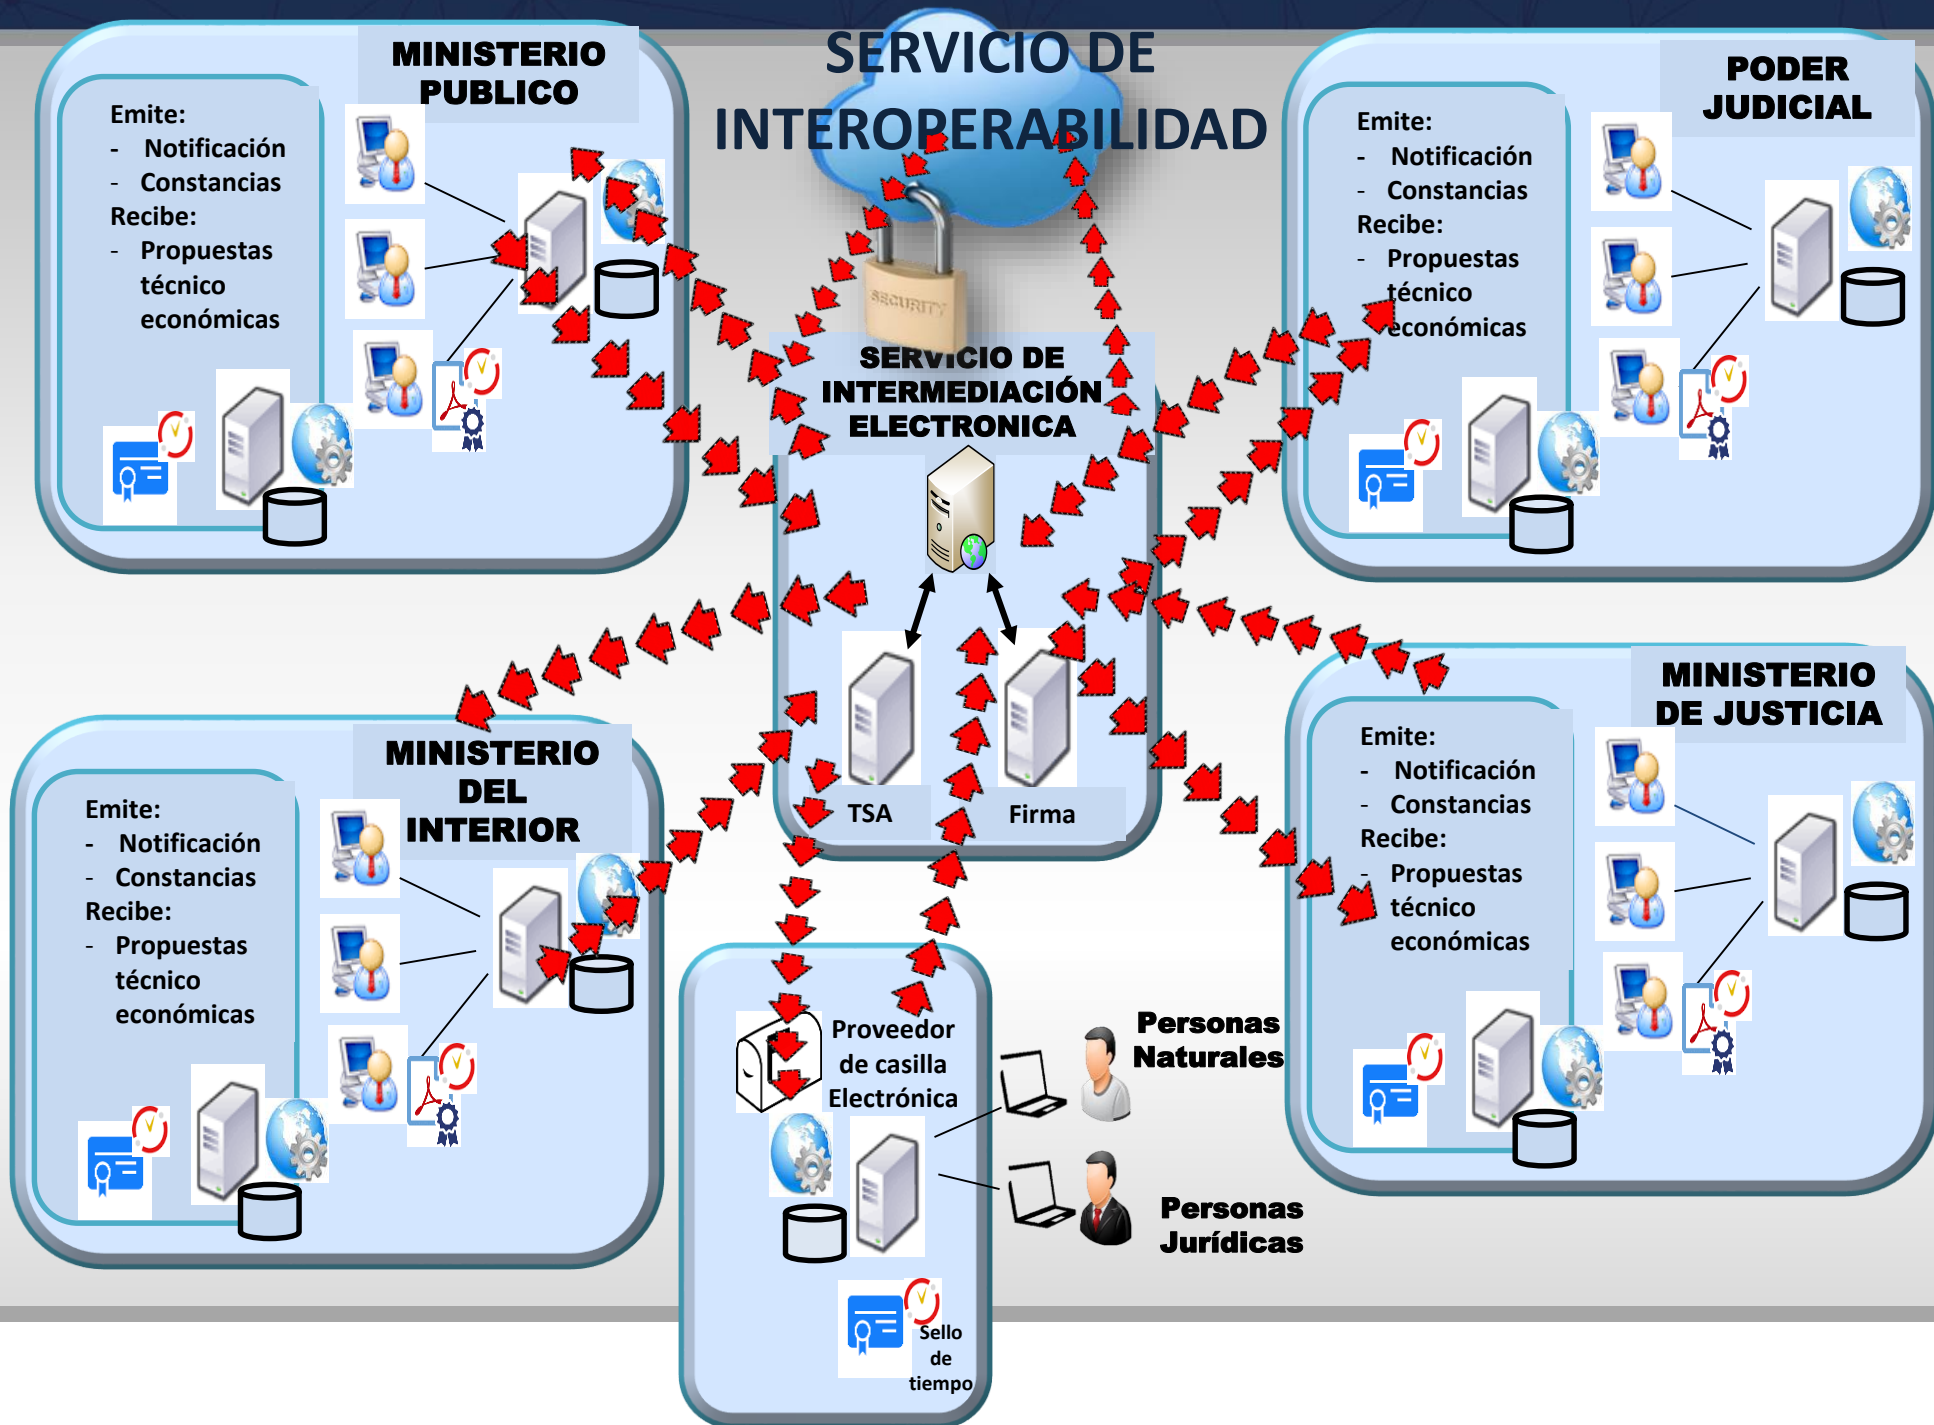 SERVICIO DE
INTEROPERABILIDAD
MINISTERIO
PUBLICO
Emite:
- Notificación
- Constancias
Recibe:
- Propuestas
técnico
económicas
PODER
JUDICIAL
Emite:
- Notificación
- Constancias
Recibe:
- Propuestas
técnico
económicas
SECURITY
SERVICIO DE
INTERMEDIACIÓN
ELECTRONICA
TSA
Firma
MINISTERIO
DEL
INTERIOR
Emite:
- Notificación
- Constancias
Recibe:
- Propuestas
técnico
económicas
MINISTERIO
DE JUSTICIA
Emite:
- Notificación
- Constancias
Recibe:
- Propuestas
técnico
económicas
Proveedor
de casilla
Electrónica
Personas
Naturales
Personas
Jurídicas
Sello
de
tiempo